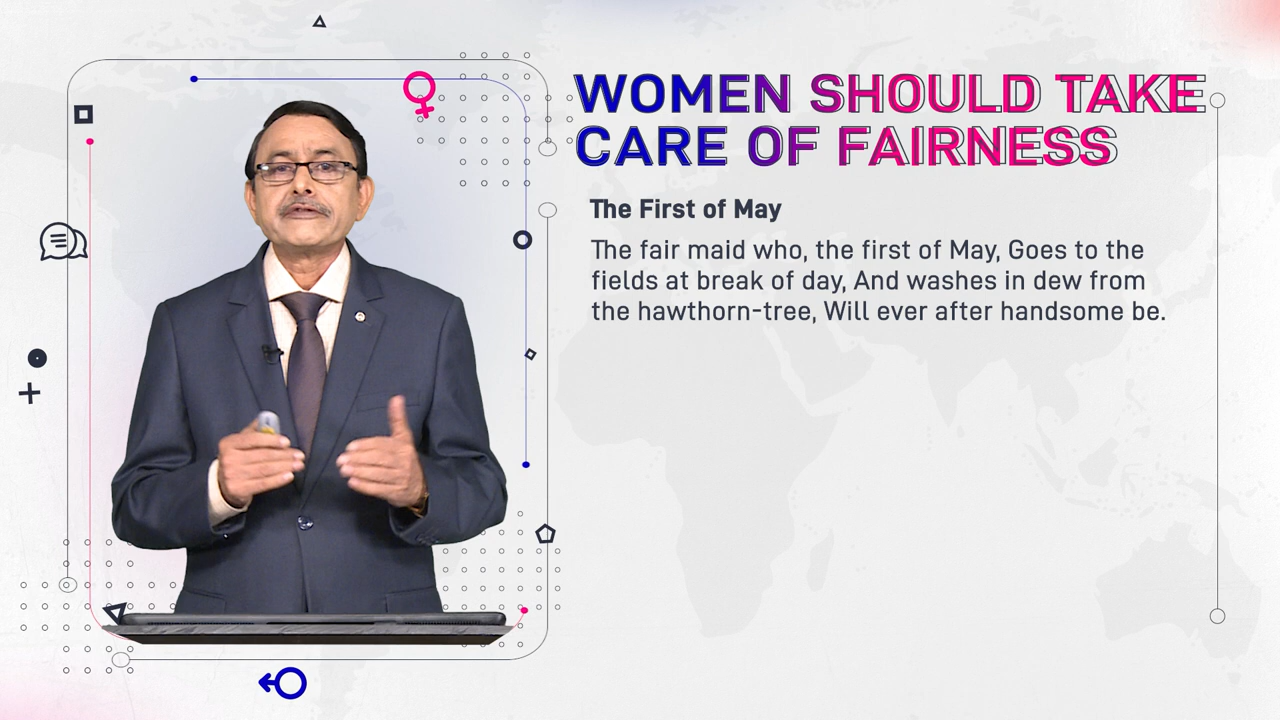 WOMEN SHOULD TAKE
CARE OF FAIRNESS
The First of May
The fair maid who, the first of May, Goes to the
fields at break of day, And washes in dew from
the hawthorn-tree, Will ever after handsome be.